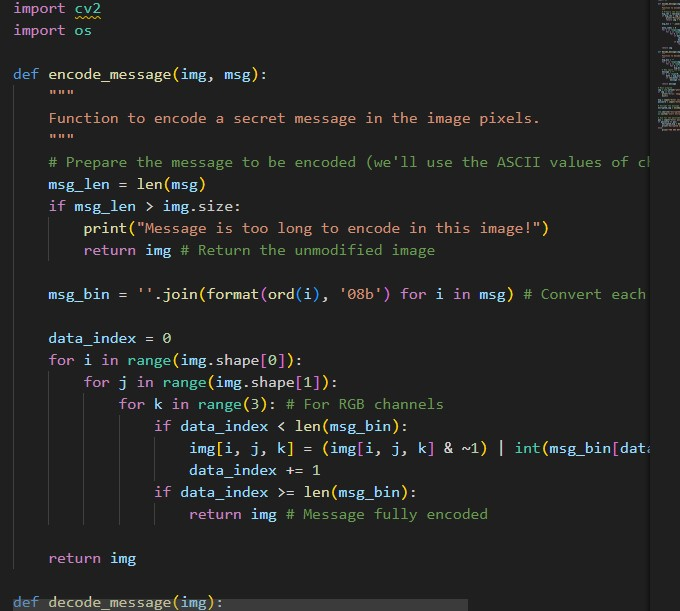 import cv2
import os
def encode_message(img, msg):
"""
Function to encode a secret message in the image pixels.
"""
# Prepare the message to be encoded (we'll use the ASCII values of
msg_len = len(msg)
if msg_len > img.size:
print("Message is too long to encode in this image!")
return img # Return the unmodified image
msg_bin = ''.join(format(ord(i), '08b') for i in msg) # Convert each
data_index = 0
for i in range(img.shape[0]):
for j in range(img.shape[1]):
for k in range(3): # For RGB channels
if data_index < len(msg_bin):
img[i, j, k] = (img[i, j, k] & ~1) | int(msg_bin[data
data_index += 1
if data_index >= len(msg_bin):
return img # Message fully encoded
return img
def decode_message(img):